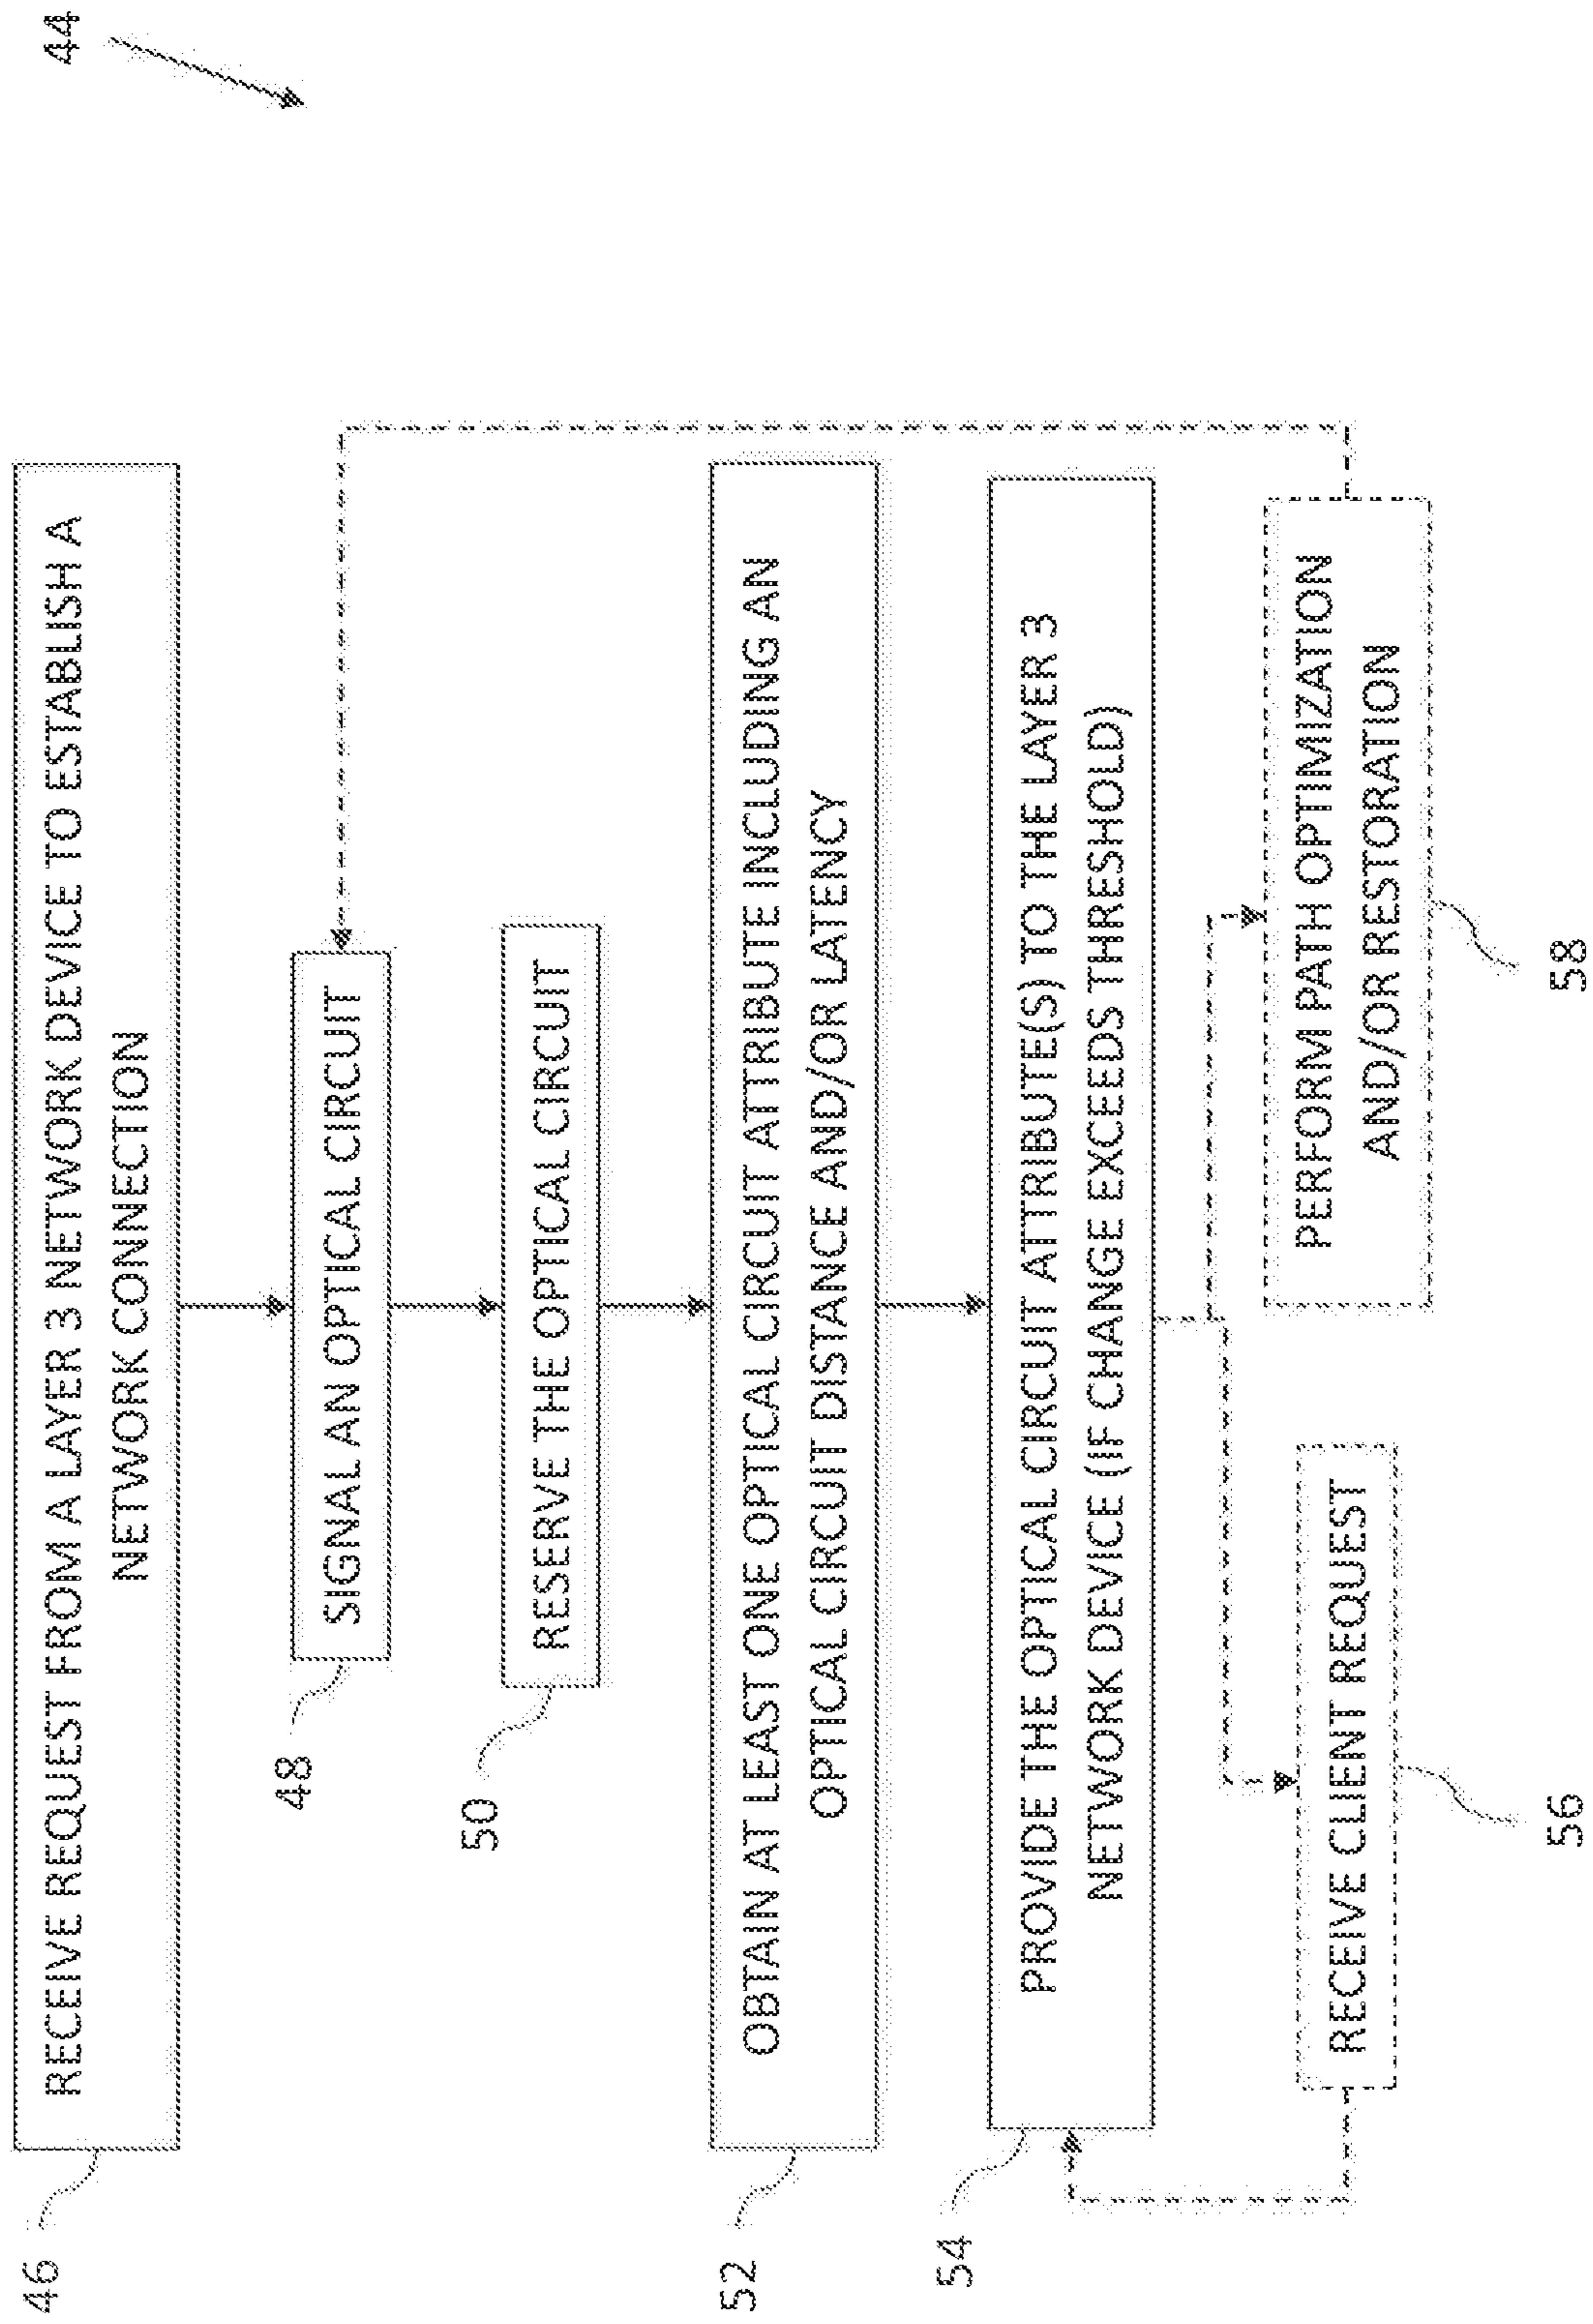 44
46
RECEIVE REQUEST FROM A LAYER 3 NETWORK DEVICE TO ESTABLISH A
NETWORK CONNECTION
48
SIGNAL AN OPTICAL CIRCUIT
50
RESERVE THE OPTICAL CIRCUIT
52
OBTAIN AT LEAST ONE OPTICAL CIRCUIT ATTRIBUTE INCLUDING AN
OPTICAL CIRCUIT DISTANCE AND/OR LATENCY
54
PROVIDE THE OPTICAL CIRCUIT ATTRIBUTE(S) TO THE LAYER 3
NETWORK DEVICE (IF CHANGE EXCEEDS THRESHOLD)
RECEIVE CLIENT REQUEST
56
PERFORM PATH OPTIMIZATION
AND/OR RESTORATION
58